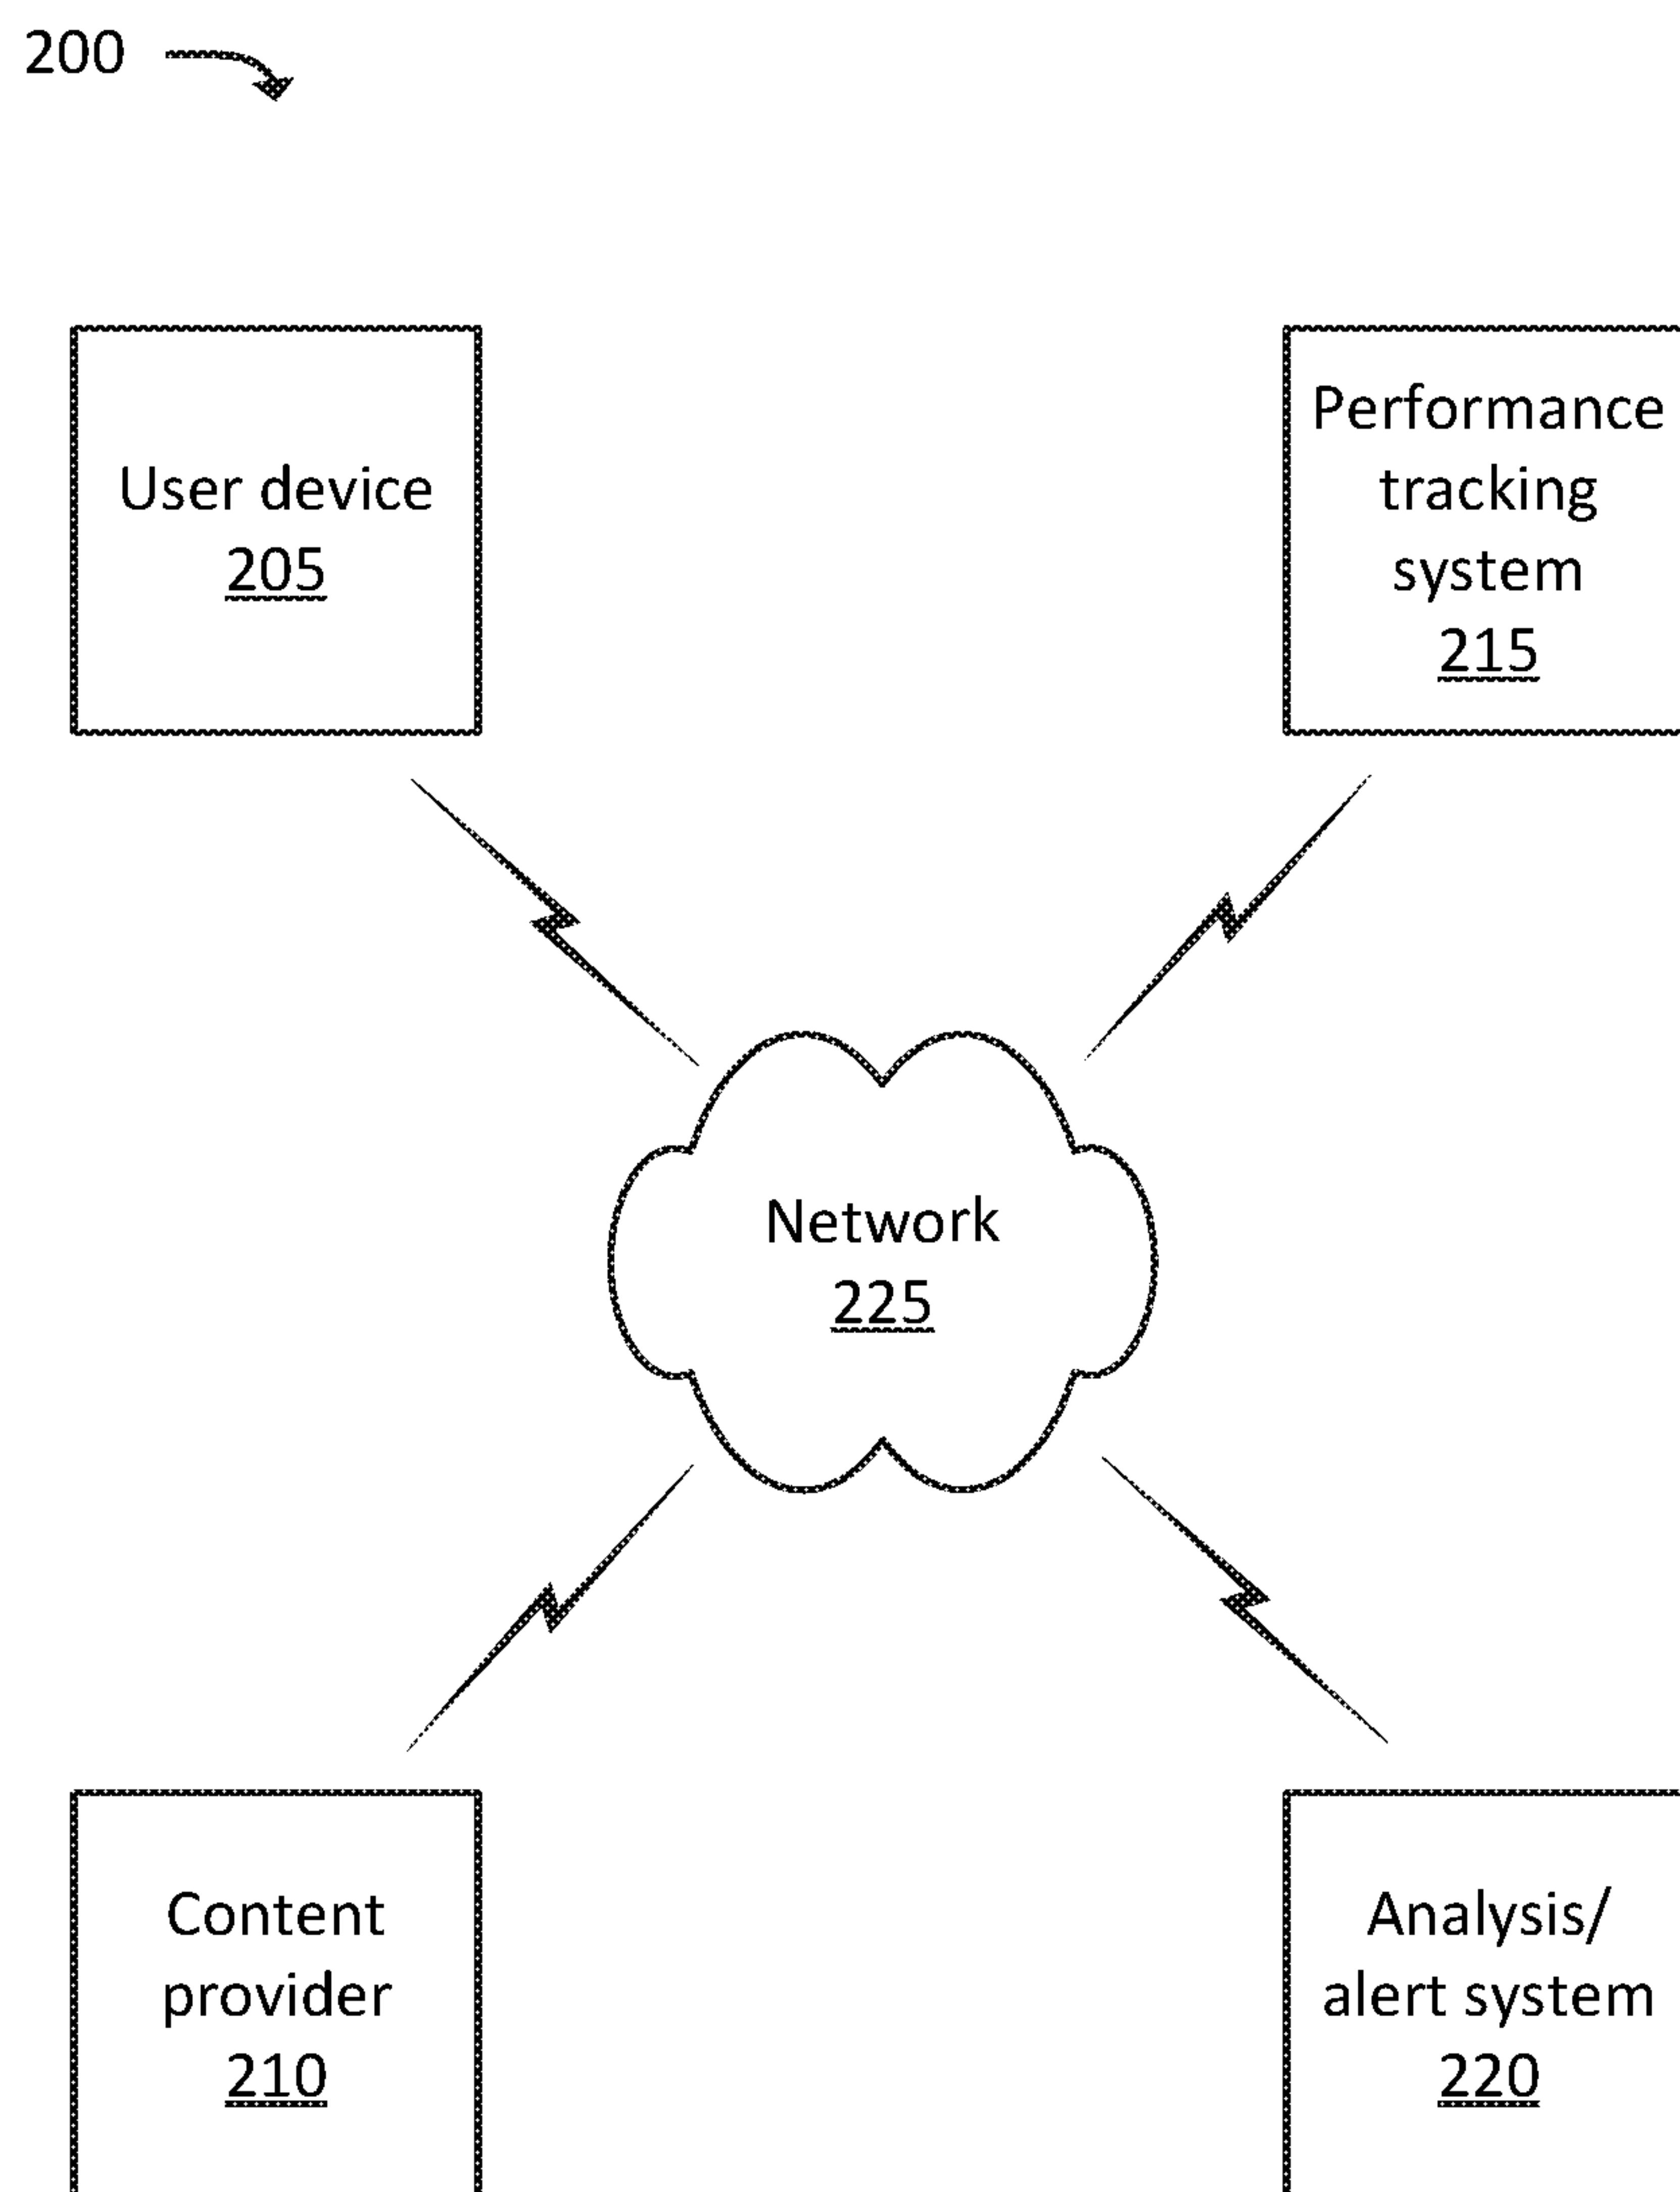 200
User device
205
Performance
tracking
system
215
Network
225
Content
provider
210
Analysis/
alert system
220